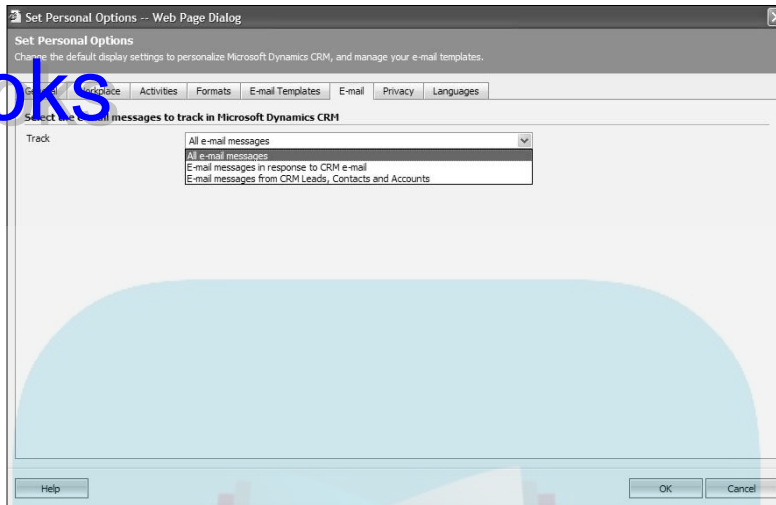 Set Personal Options -- Web Page Dialog
Set Personal Options
Change the default display settings to personalize Microsoft Dynamics CRM, and manage your e-mail templates.
General Workplace Activities Formats E-mail Templates E-mail Privacy Languages
oks
Select the e-mail messages to track in Microsoft Dynamics CRM
Track All e-mail messages
All e-mail messages
E-mail messages in response to CRM e-mail
E-mail messages from CRM Leads, Contacts and Accounts
Help OK Cancel